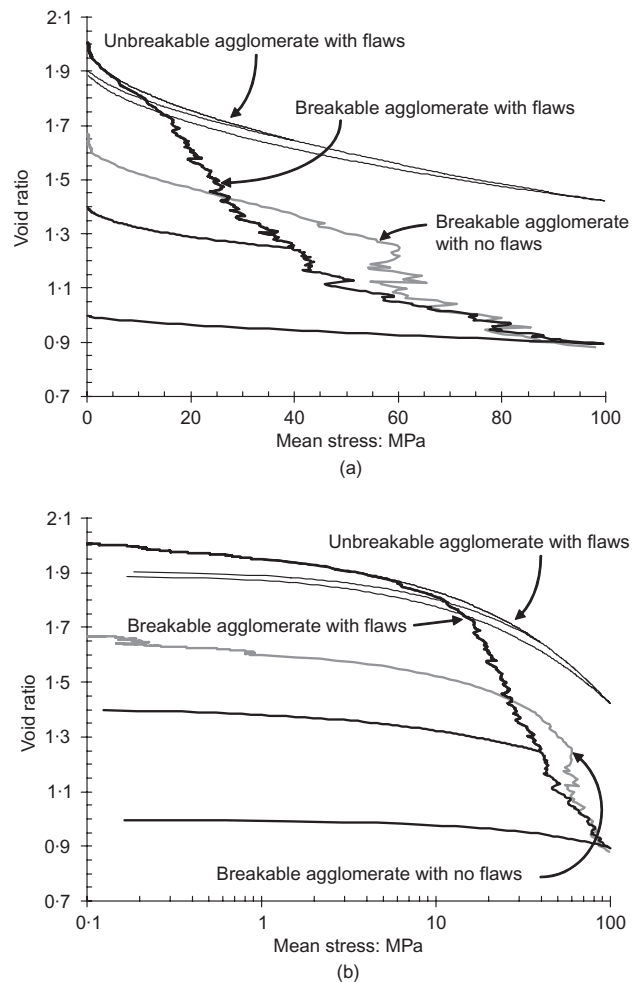 2·1
1·9
1·7
1·5
1·3
1·1
0·9
0·7
Void ratio
Unbreakable agglomerate with flaws
Breakable agglomerate with flaws
Breakable agglomerate
with no flaws
0
20
40
60
80
100
Mean stress: MPa
(a)
2·1
1·9
1·7
1·5
1·3
1·1
0·9
0·7
Void ratio
Unbreakable agglomerate with flaws
Breakable agglomerate with flaws
Breakable agglomerate with no flaws
0·1
1
10
100
Mean stress: MPa
(b)